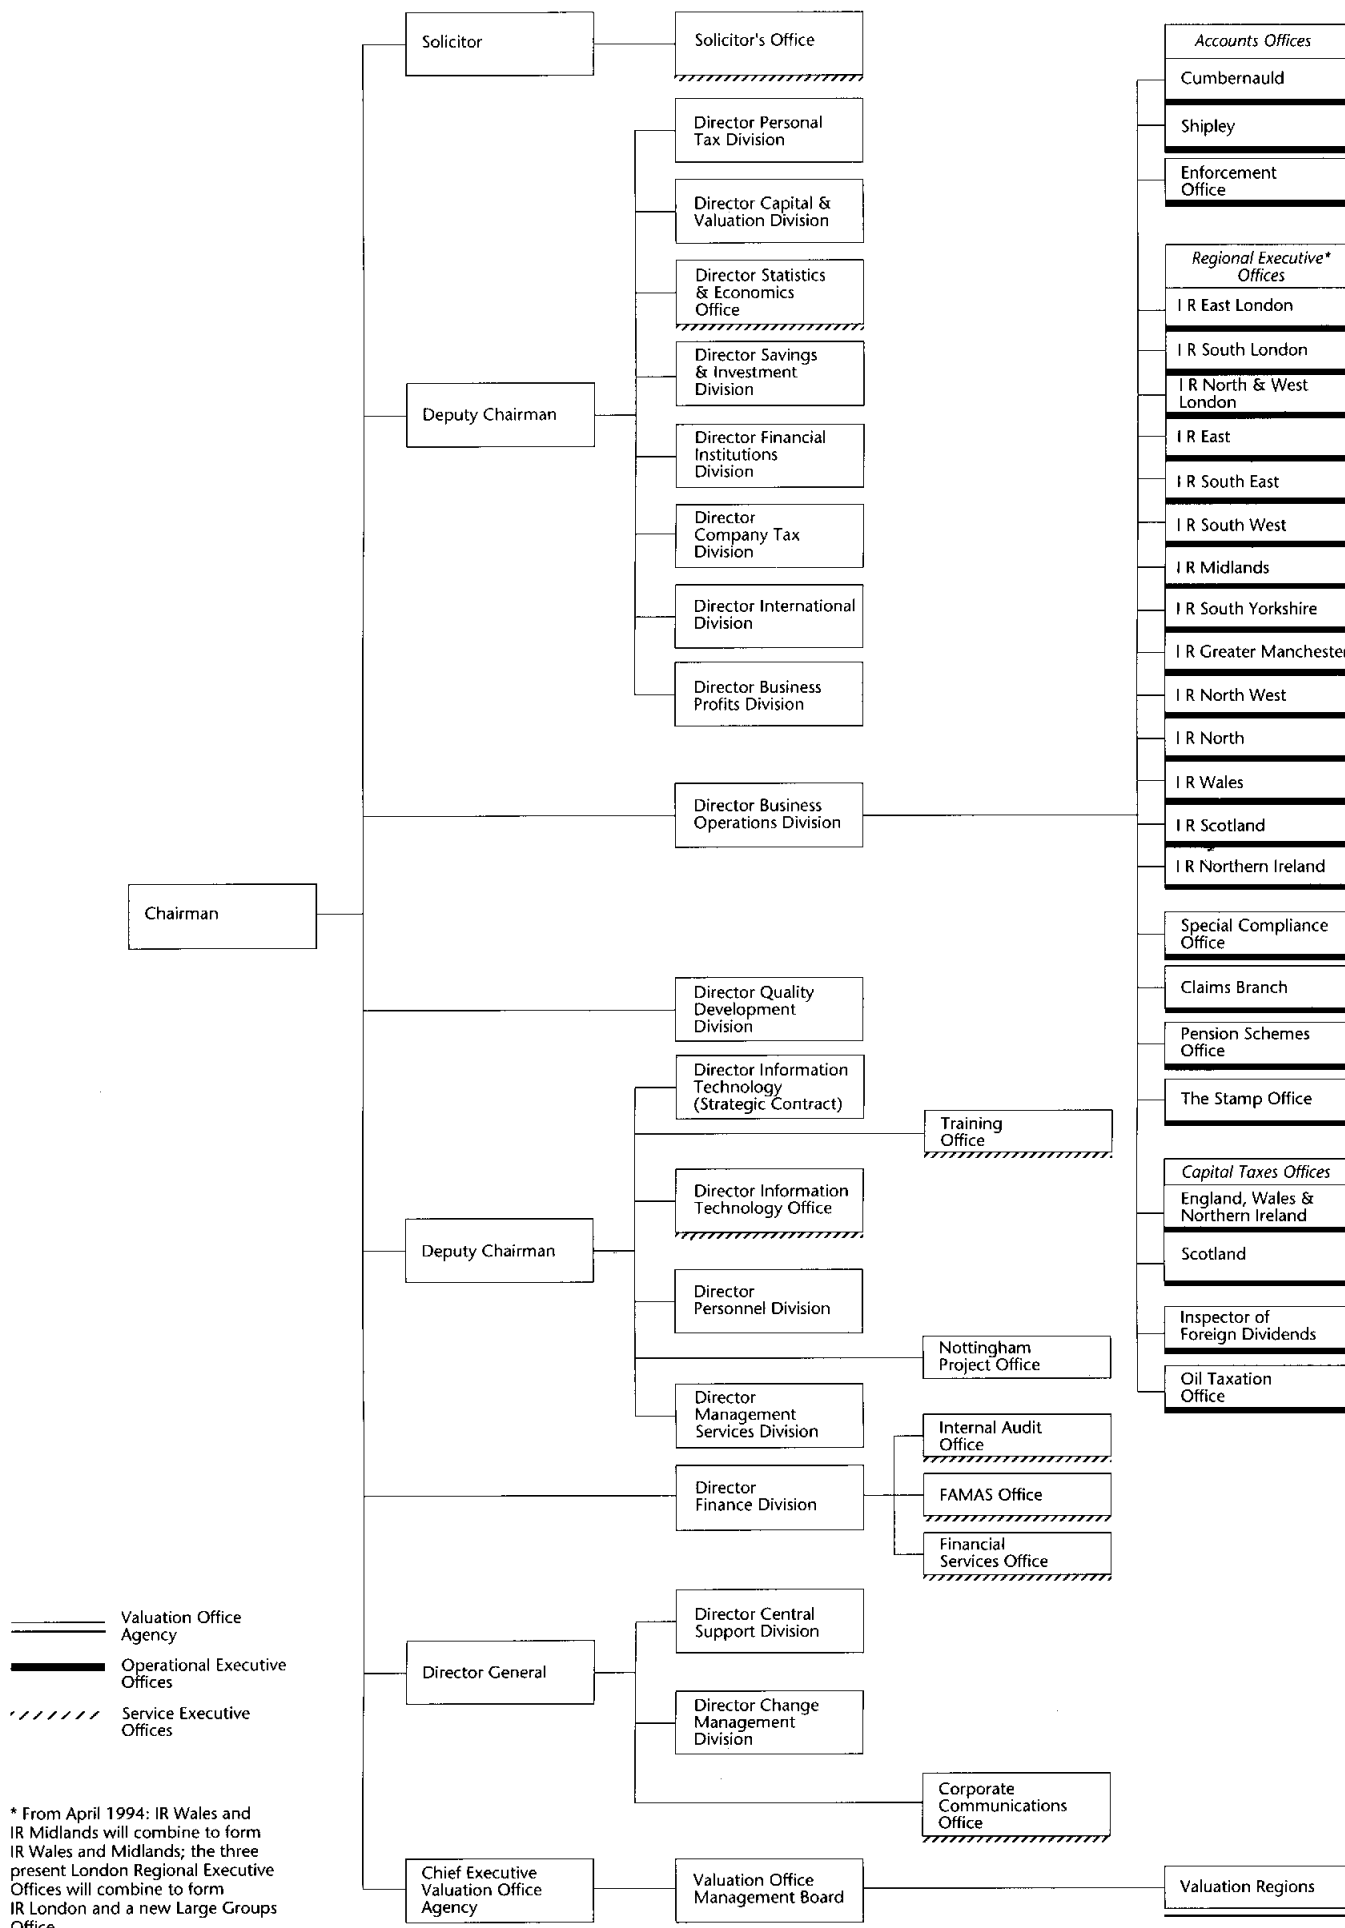 Solicitor
Solicitor's Office
Director Personal
Tax Division
Director Capital &
Valuation Division
Director Statistics
& Economics
Office
Director Savings
& Investment
Division
Deputy Chairman
Director Financial
Institutions
Division
Director
Company Tax
Division
Director International
Division
Director Business
Profits Division
Director Business
Operations Division
Chairman
Director Quality
Development
Division
Director Information
Technology
(Strategic Contract)
Training
Office
Director Information
Technology Office
Deputy Chairman
Director
Personnel Division
Nottingham
Project Office
Director
Management
Services Division
Director
Finance Division
Internal Audit
Office
FAMAS Office
Financial
Services Office
Director Central
Support Division
Director General
Director Change
Management
Division
Corporate
Communications
Office
Chief Executive
Valuation Office
Agency
Valuation Office
Management Board
Valuation Regions
Accounts Offices
Cumbernauld
Shipley
Enforcement
Office
Regional Executive*
Offices
I R East London
I R South London
I R North & West
London
I R East
I R South East
I R South West
I R Midlands
I R South Yorkshire
I R Greater Manchester
I R North West
I R North
I R Wales
I R Scotland
I R Northern Ireland
Special Compliance
Office
Claims Branch
Pension Schemes
Office
The Stamp Office
Capital Taxes Offices
England, Wales &
Northern Ireland
Scotland
Inspector of
Foreign Dividends
Oil Taxation
Office
Valuation Office
Agency
Operational Executive
Offices
Service Executive
Offices
* From April 1994: IR Wales and
IR Midlands will combine to form
IR Wales and Midlands; the three
present London Regional Executive
Offices will combine to form
IR London and a new Large Groups
Office